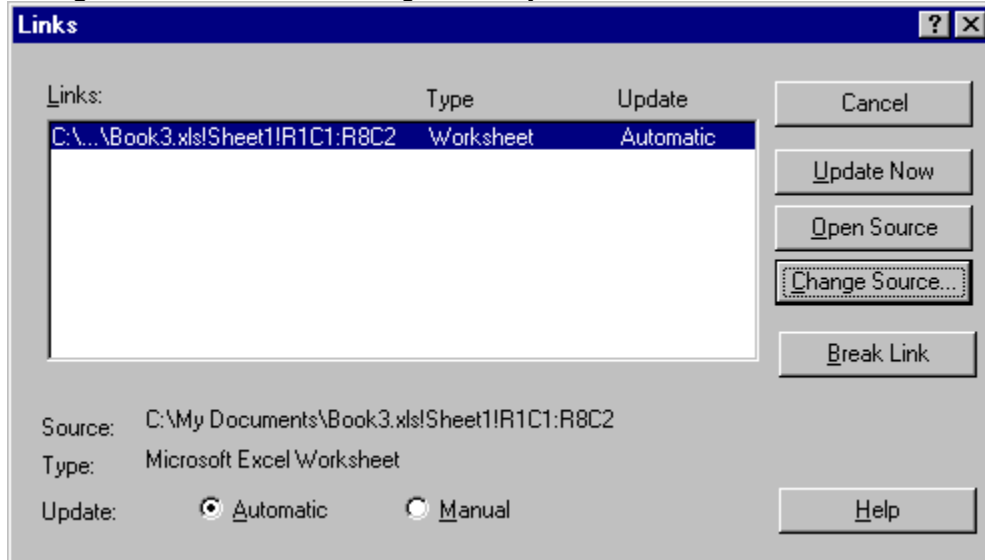 Links
Links: Type Update
C:\...\Book3.xls!Sheet1!R1C1:R8C2 Worksheet Automatic
Cancel
Update Now
Open Source
Change Source...
Break Link
Source: C:\My Documents\Book3.xls!Sheet1!R1C1:R8C2
Type: Microsoft Excel Worksheet
Update: Automatic Manual
Help